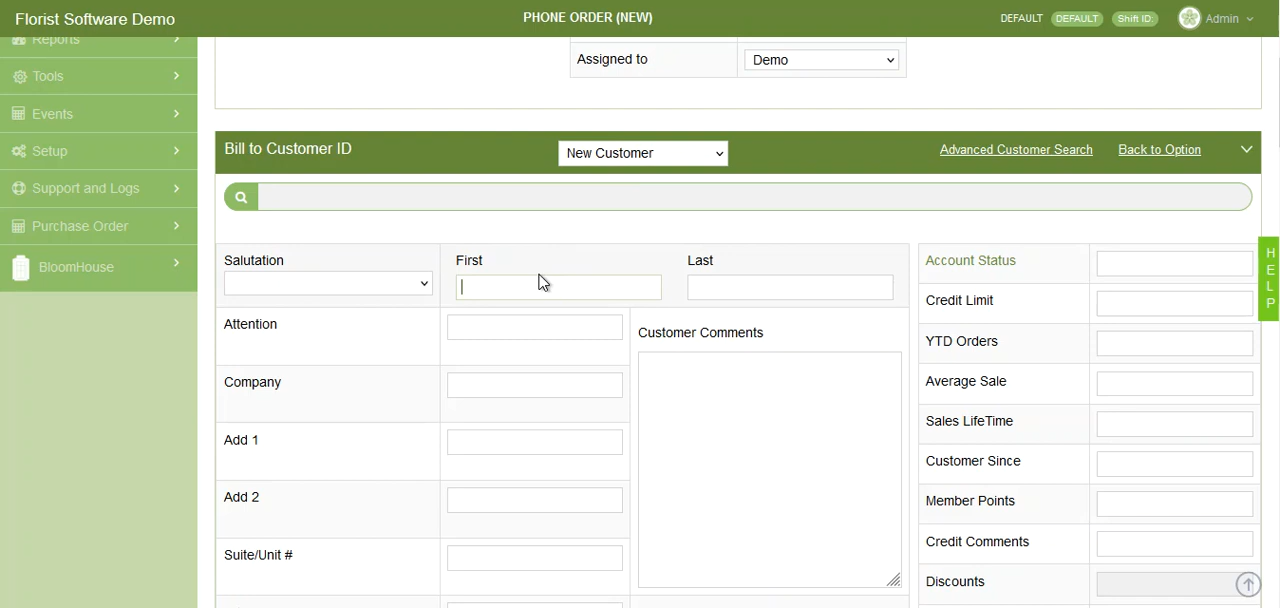 Florist Software Demo
PHONE ORDER (NEW)
DEFAULT DEFAULT Shift ID: Admin
Reports
Assigned to Demo
Tools
Events
Setup
Support and Logs
Purchase Order
BloomHouse
Bill to Customer ID New Customer Advanced Customer Search Back to Option
Salutation First Last
Attention
Company
Add 1
Add 2
Suite/Unit #
Customer Comments
Account Status
Credit Limit
YTD Orders
Average Sale
Sales LifeTime
Customer Since
Member Points
Credit Comments
Discounts
H
E
L
P